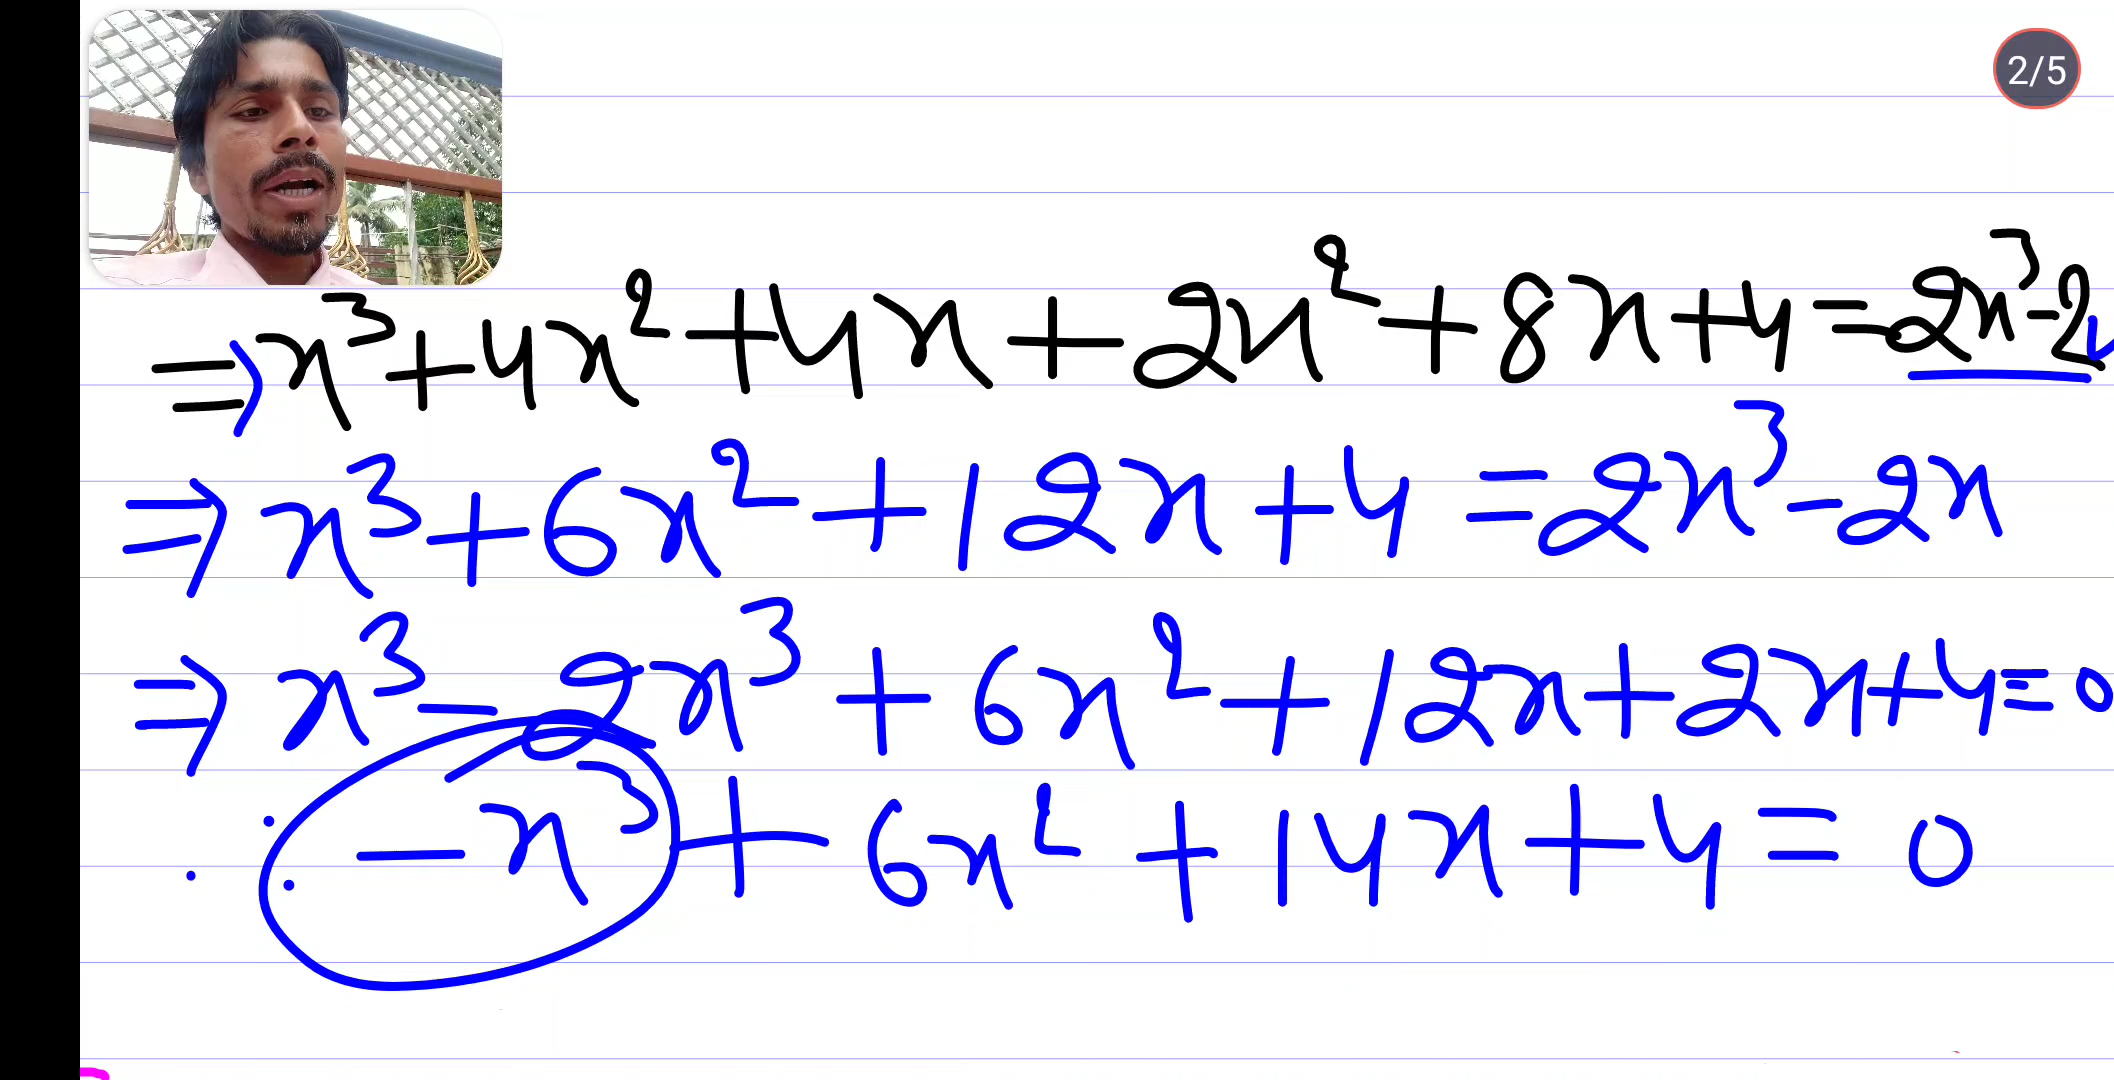 2/5
⇒x³+4x²+4x+2x²+8x+4=2x³-2
⇒x³+6x²+12x+4=2x³-2x
⇒x³-2x³+6x²+12x+2x+4=0
-x³+6x²+14x+4=0